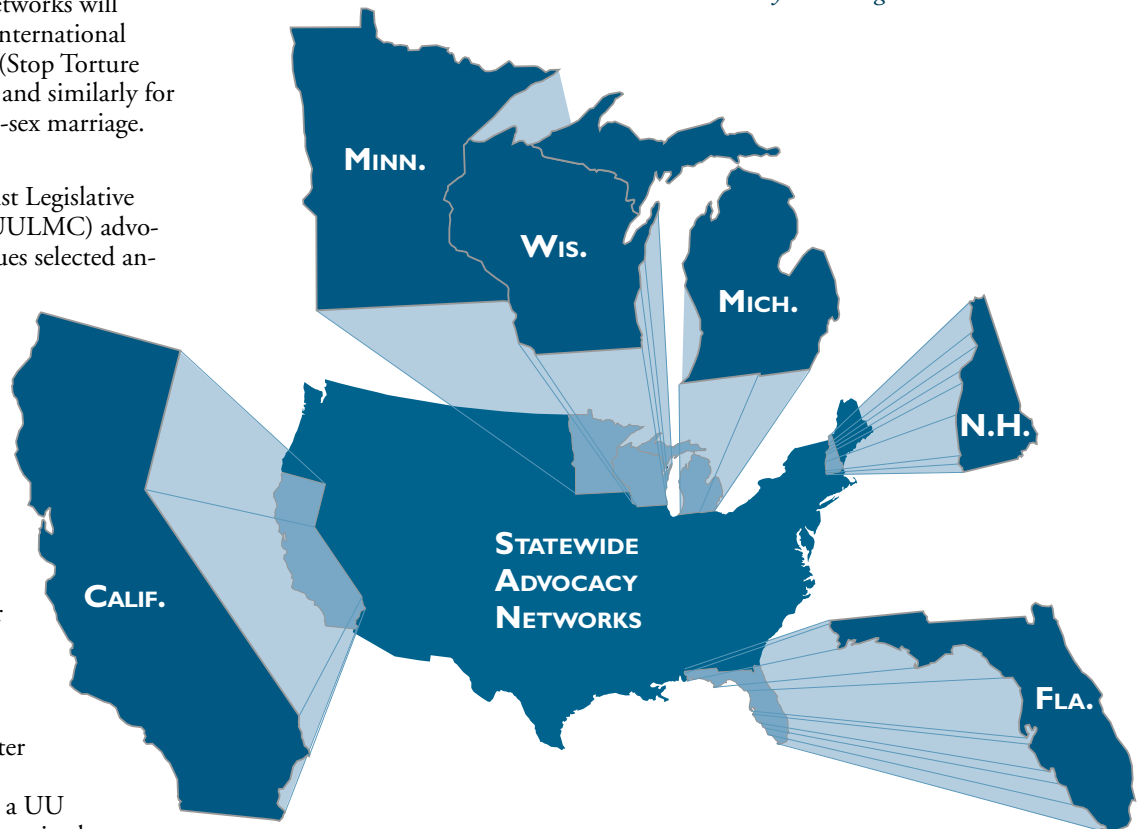 etworks will
nternational
(Stop Torture
and similarly for
-sex marriage.
st Legislative
UULMC) advo-
ues selected an-
ter
a UU
MINN.
WIS.
MICH.
N.H.
CALIF.
STATEWIDE
ADVOCACY
NETWORKS
FLA.